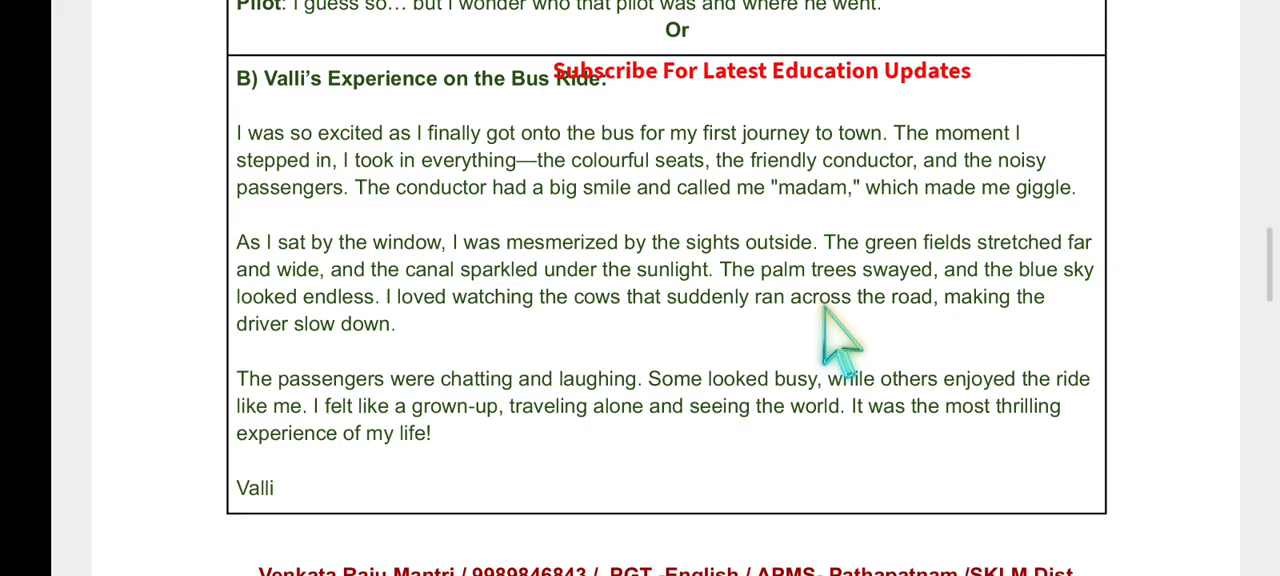 Pilot: I guess so… but I wonder who that pilot was and where he went.
Or
Subscribe For Latest Education Updates
B) Valli's Experience on the Bus Ride:
I was so excited as I finally got onto the bus for my first journey to town. The moment I
stepped in, I took in everything—the colourful seats, the friendly conductor, and the noisy
passengers. The conductor had a big smile and called me "madam," which made me giggle.
As I sat by the window, I was mesmerized by the sights outside. The green fields stretched far
and wide, and the canal sparkled under the sunlight. The palm trees swayed, and the blue sky
looked endless. I loved watching the cows that suddenly ran across the road, making the
driver slow down.
The passengers were chatting and laughing. Some looked busy, while others enjoyed the ride
like me. I felt like a grown-up, traveling alone and seeing the world. It was the most thrilling
experience of my life!
Valli
Venkata Raju Mantri / 9989846843 / PGT -English / APMS- Pathapatnam /SKLM Dist